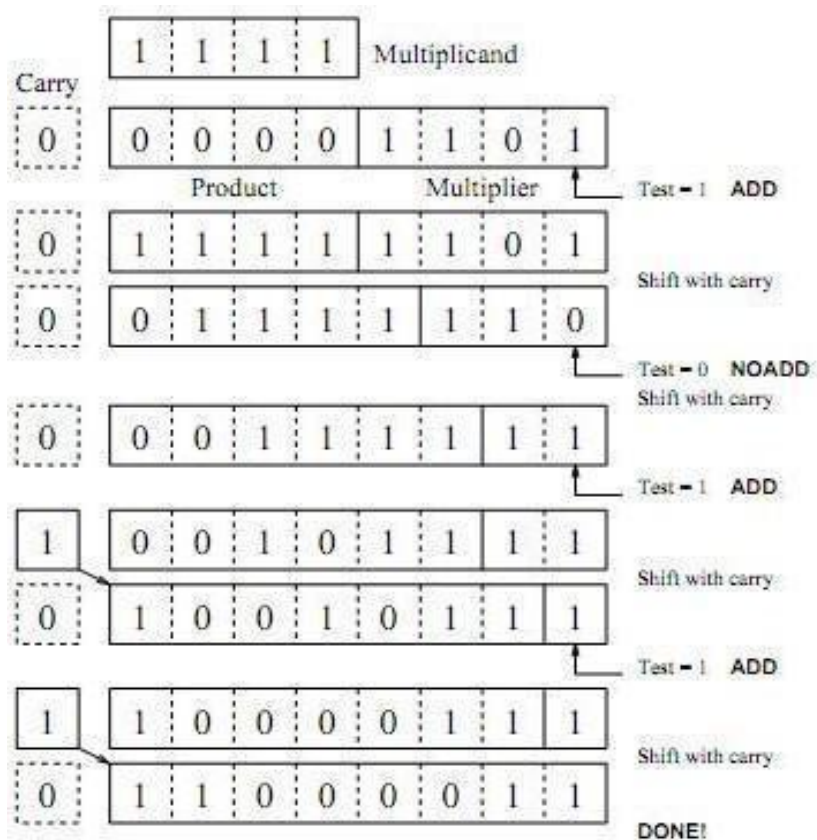 1 1 1 1 Multiplicand
Carry
0 0 0 0 0 1 1 0 1
Product Multiplier Test = 1 ADD
0 1 1 1 1 1 1 0 1
Shift with carry
0 0 1 1 1 1 1 1 0
Test = 0 NOADD
Shift with carry
0 0 0 1 1 1 1 1 1
Test = 1 ADD
1 0 0 1 0 1 1 1 1
Shift with carry
0 1 0 0 1 0 1 1 1
Test = 1 ADD
1 1 0 0 0 0 1 1 1
Shift with carry
0 1 1 0 0 0 0 1 1
DONE!